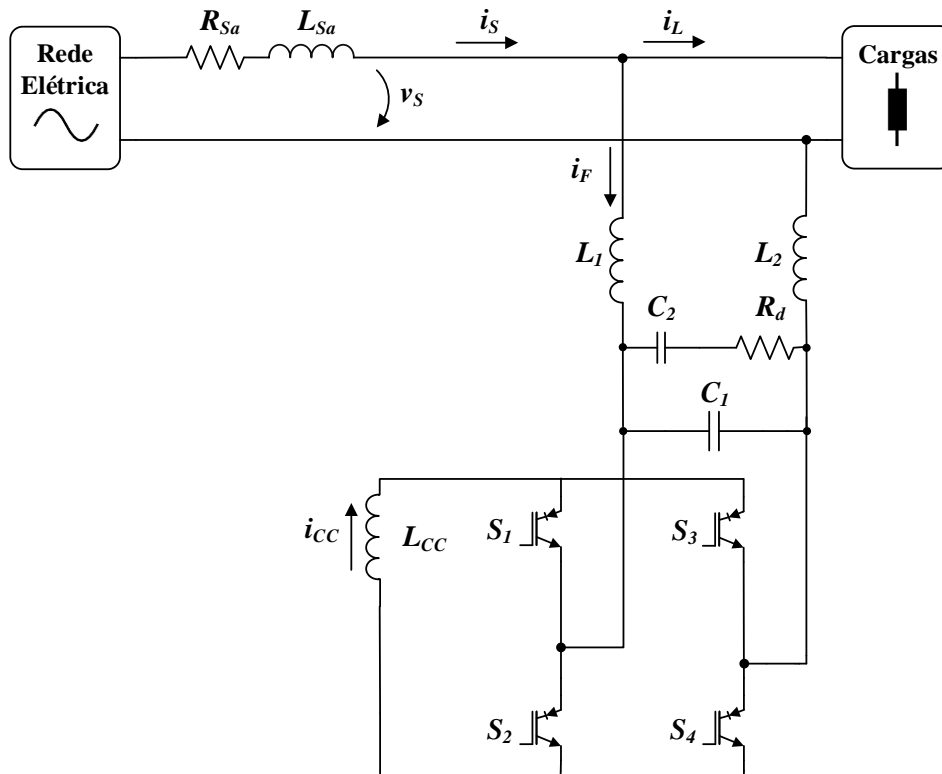 Rede
Elétrica
R_Sa
L_Sa
i_S
i_L
Cargas
v_S
i_F
L_1
L_2
C_2
R_d
C_1
i_CC
L_CC
S_1
S_3
S_2
S_4